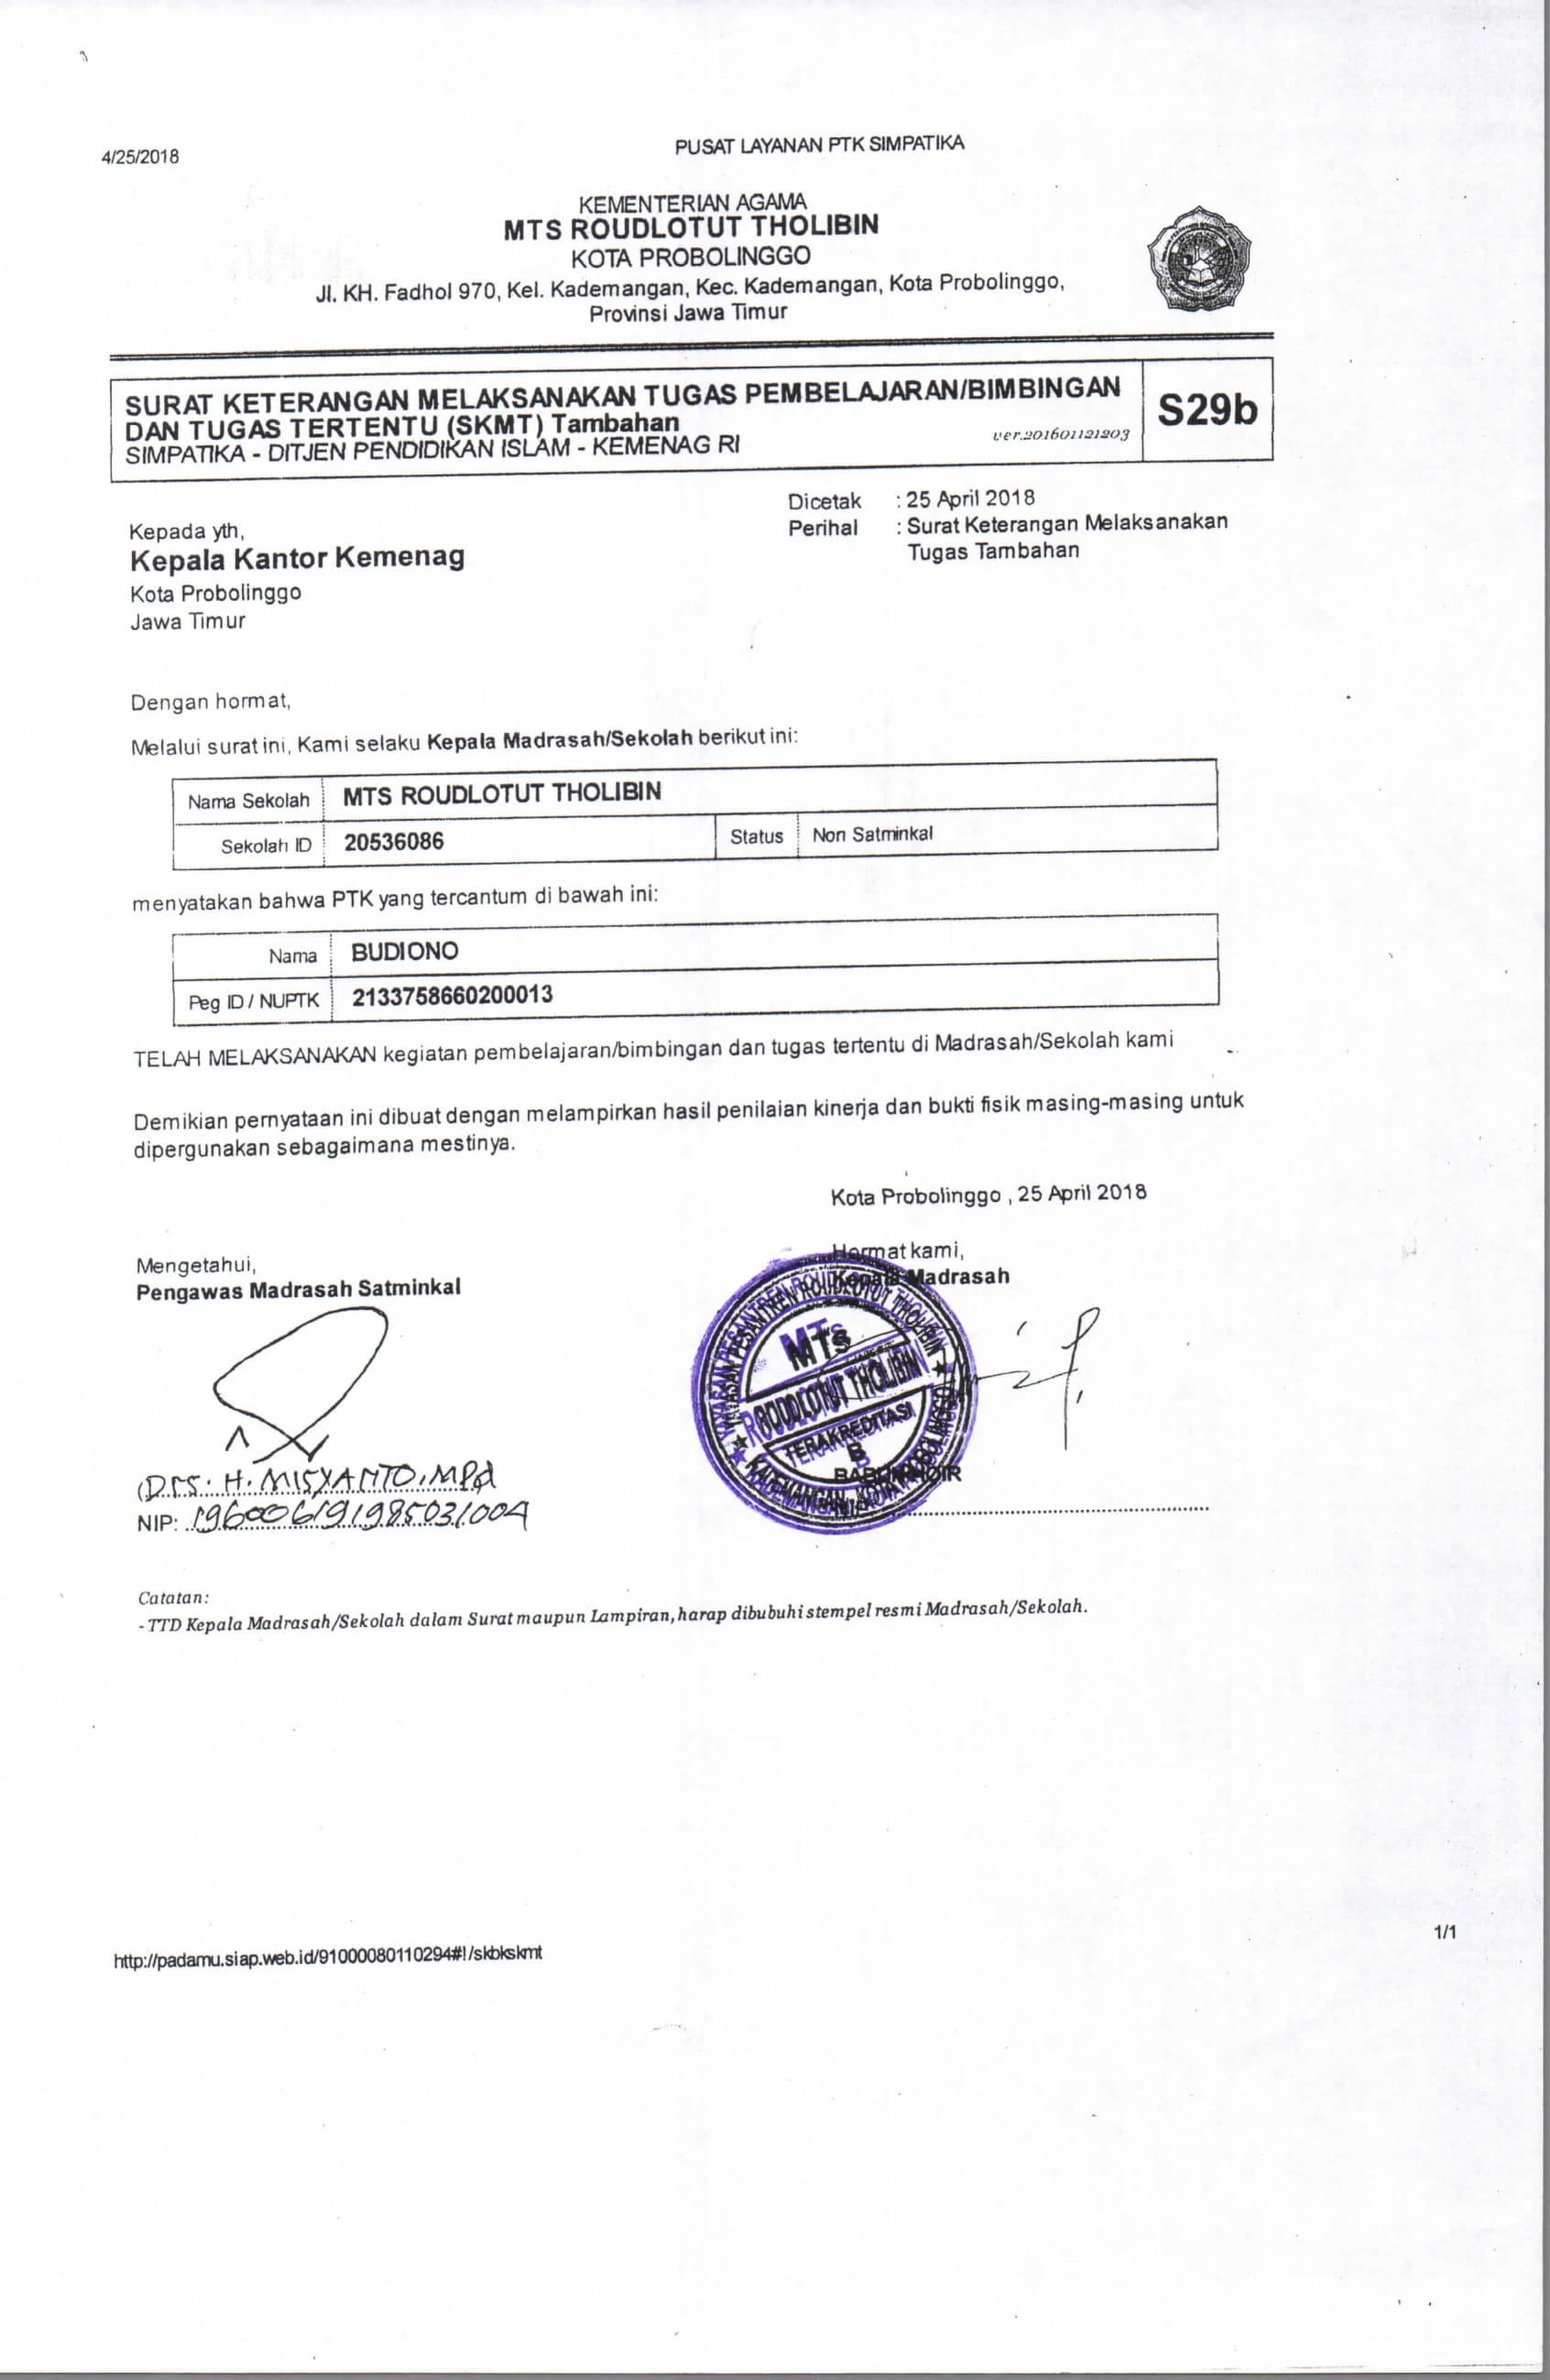 4/25/2018
PUSAT LAYANAN PTK SIMPATIKA
KEMENTERIAN AGAMA
MTS ROUDLOTUT THOLIBIN
KOTA PROBOLINGGO
Jl. KH. Fadhol 970, Kel. Kademangan, Kec. Kademangan, Kota Probolinggo,
Provinsi Jawa Timur
SURAT KETERANGAN MELAKSANAKAN TUGAS PEMBELAJARAN/BIMBINGAN
DAN TUGAS TERTENTU (SKMT) Tambahan
SIMPATIKA - DITJEN PENDIDIKAN ISLAM - KEMENAG RI
ver.201601121203
S29b
Dicetak : 25 April 2018
Perihal : Surat Keterangan Melaksanakan
Tugas Tambahan
Kepada yth,
Kepala Kantor Kemenag
Kota Probolinggo
Jawa Timur
Dengan hormat,
Melalui surat ini, Kami selaku Kepala Madrasah/Sekolah berikut ini:
Nama Sekolah MTS ROUDLOTUT THOLIBIN
Sekolah ID 20536086 Status Non Satminkal
menyatakan bahwa PTK yang tercantum di bawah ini:
Nama BUDIONO
Peg ID / NUPTK 2133758660200013
TELAH MELAKSANAKAN kegiatan pembelajaran/bimbingan dan tugas tertentu di Madrasah/Sekolah kami
Demikian pernyataan ini dibuat dengan melampirkan hasil penilaian kinerja dan bukti fisik masing-masing untuk
dipergunakan sebagaimana mestinya.
Kota Probolinggo , 25 April 2018
Mengetahui,
Pengawas Madrasah Satminkal
(Drs. H. MISYANTO, MPd
NIP: 196006191985031004
Hormat kami,
Kepala Madrasah
YAYASAN PESANTREN ROUDLOTUT THOLIBIN
MTs
ROUDLOTUT THOLIBIN
TERAKREDITASI
B
KADEMANGAN - KOTA PROBOLINGGO
Catatan:
- TTD Kepala Madrasah/Sekolah dalam Surat maupun Lampiran, harap dibubuhi stempel resmi Madrasah/Sekolah.
http://padamu.siap.web.id/91000080110294#!/skbkskmt
1/1